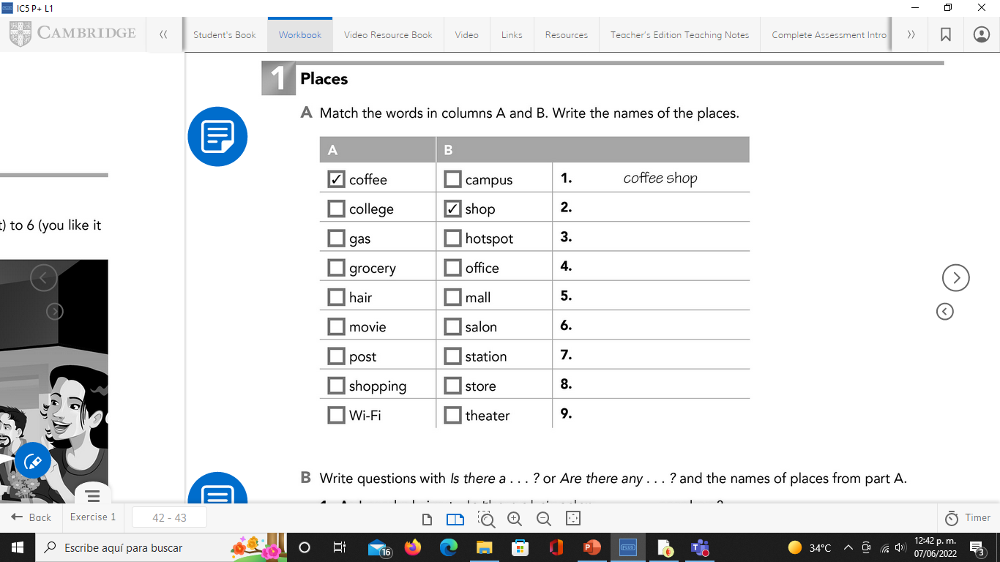 IC5 P+ L1
CAMBRIDGE
Student's Book
Workbook
Video Resource Book
Video
Links
Resources
Teacher's Edition Teaching Notes
Complete Assessment Intro
1 Places
A Match the words in columns A and B. Write the names of the places.
A B
✓ coffee campus 1. coffee shop
college ✓ shop 2.
gas hotspot 3.
grocery office 4.
hair mall 5.
movie salon 6.
post station 7.
shopping store 8.
Wi-Fi theater 9.
t) to 6 (you like it
B Write questions with Is there a . . . ? or Are there any . . . ? and the names of places from part A.
Back
Exercise 1
42 - 43
Timer
Escribe aquí para buscar
16
PLUS
34°C
12:42 p. m.
07/06/2022
3